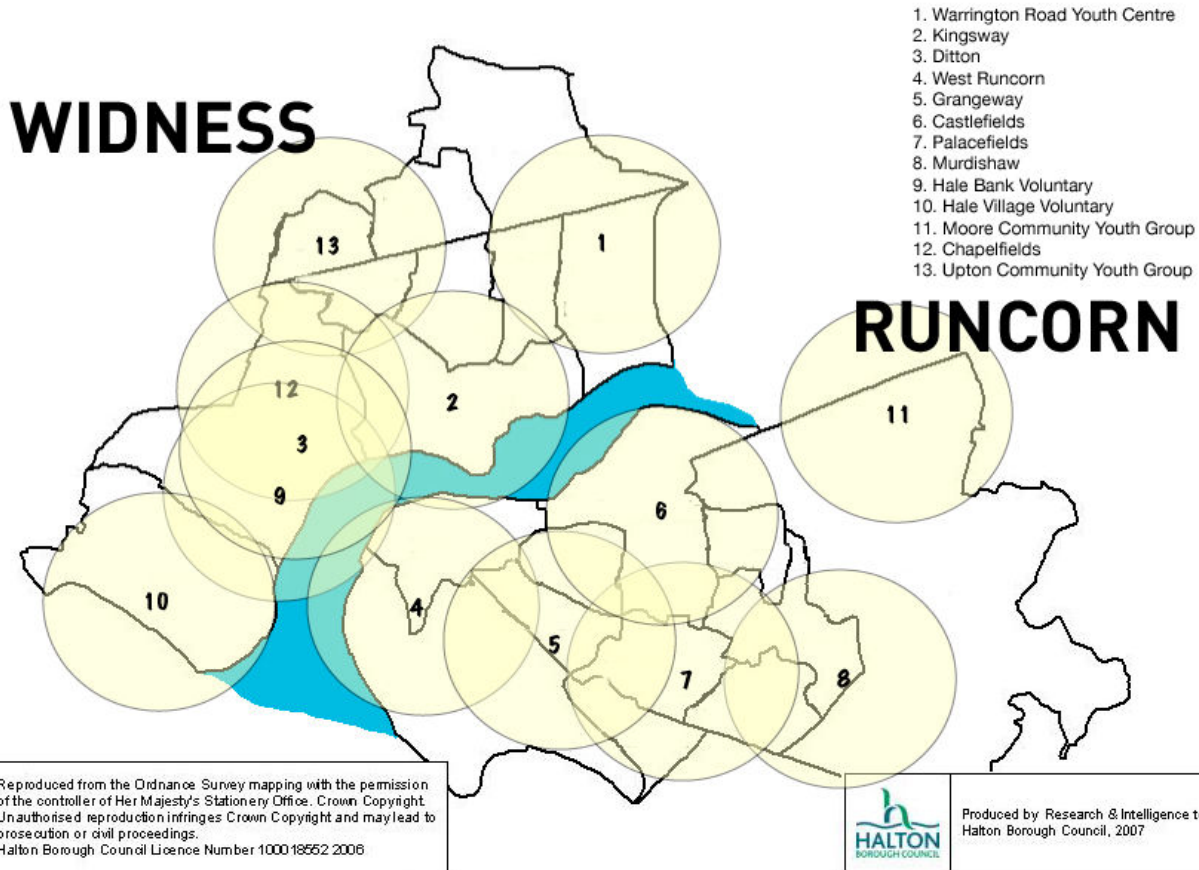 1. Warrington Road Youth Centre
2. Kingsway
3. Ditton
4. West Runcorn
5. Grangeway
6. Castlefields
7. Palacefields
8. Murdishaw
9. Hale Bank Voluntary
10. Hale Village Voluntary
11. Moore Community Youth Group
12. Chapelfields
13. Upton Community Youth Group
WIDNESS
RUNCORN
13
1
12
2
3
11
9
6
10
4
5
7
8
Reproduced from the Ordnance Survey mapping with the permission
of the controller of Her Majesty's Stationery Office. Crown Copyright.
Unauthorised reproduction infringes Crown Copyright and may lead to
prosecution or civil proceedings.
Halton Borough Council Licence Number 100018552 2006
HALTON
BOROUGH COUNCIL
Produced by Research & Intelligence
Halton Borough Council, 2007